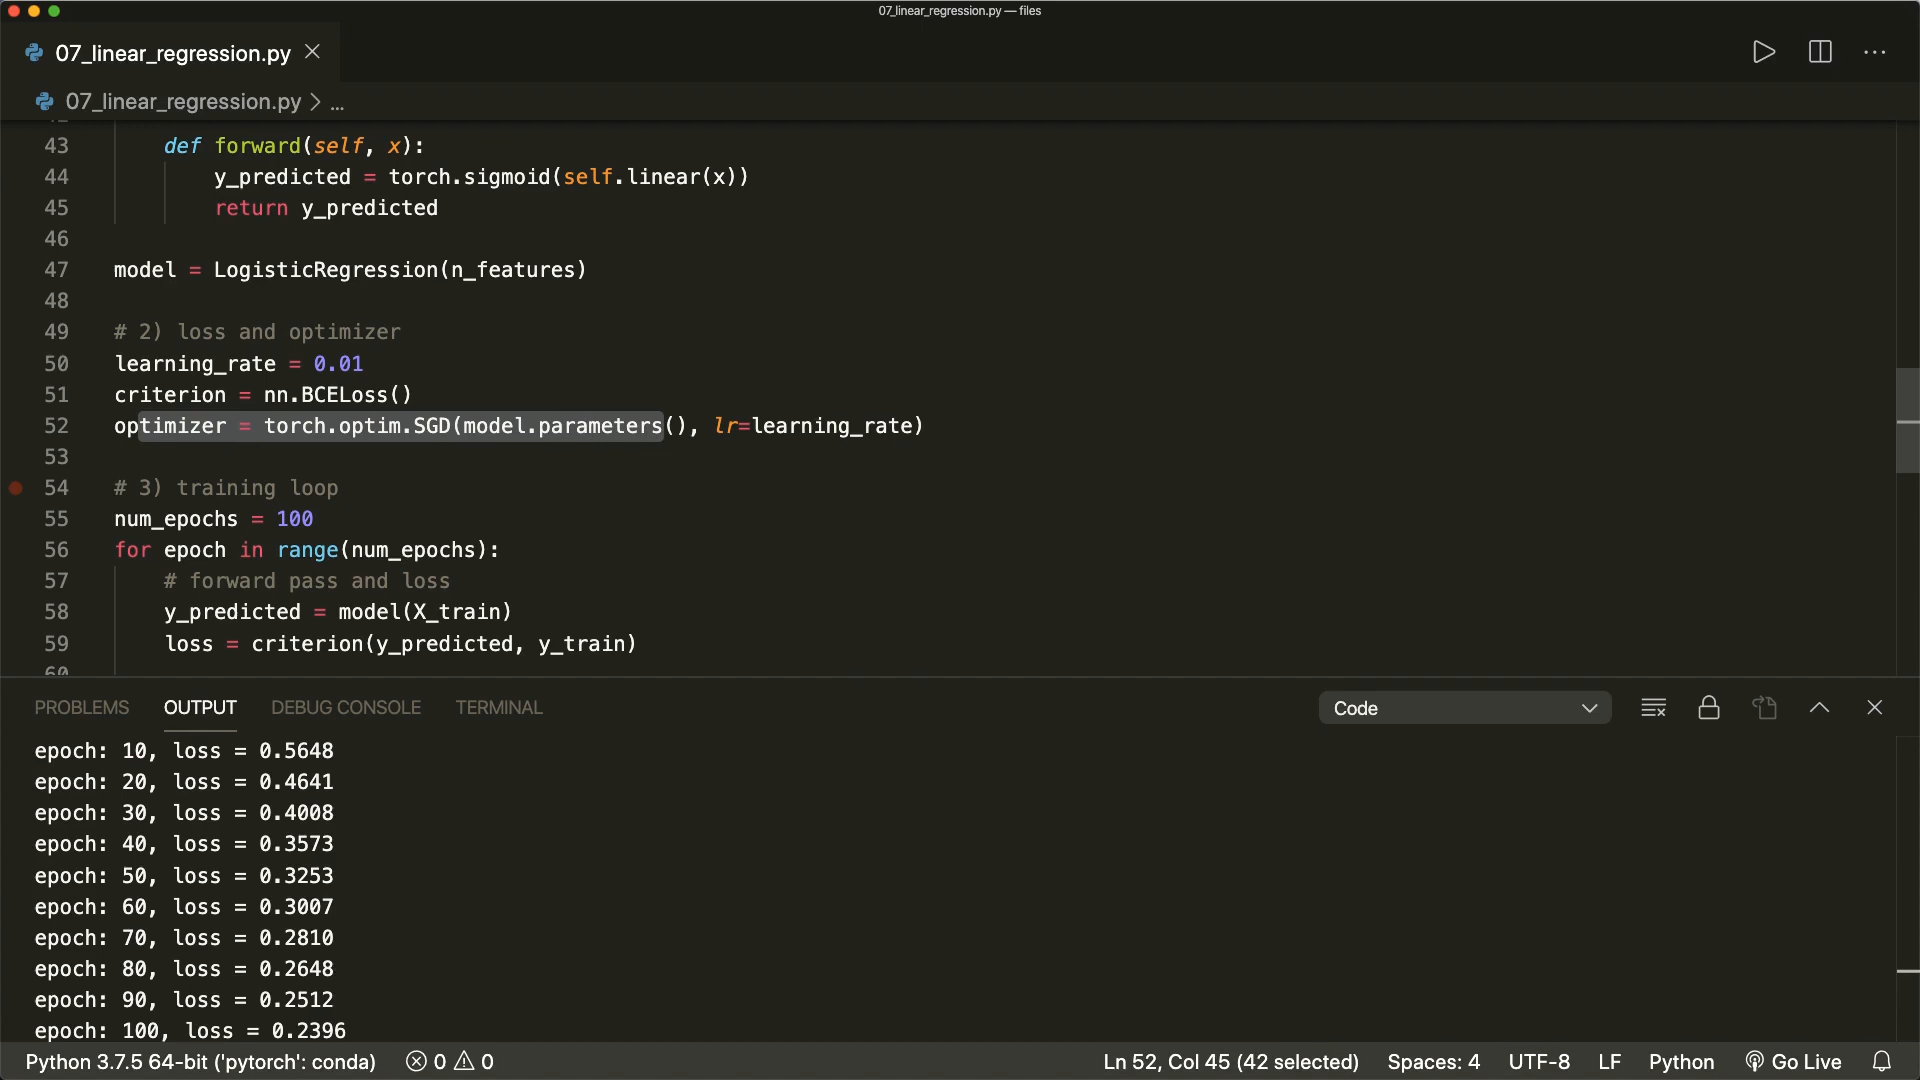 07_linear_regression.py — files
07_linear_regression.py
07_linear_regression.py > ...
43 def forward(self, x):
44 y_predicted = torch.sigmoid(self.linear(x))
45 return y_predicted
46
47 model = LogisticRegression(n_features)
48
49 # 2) loss and optimizer
50 learning_rate = 0.01
51 criterion = nn.BCELoss()
52 optimizer = torch.optim.SGD(model.parameters(), lr=learning_rate)
53
54 # 3) training loop
55 num_epochs = 100
56 for epoch in range(num_epochs):
57 # forward pass and loss
58 y_predicted = model(X_train)
59 loss = criterion(y_predicted, y_train)
60
PROBLEMS OUTPUT DEBUG CONSOLE TERMINAL Code
epoch: 10, loss = 0.5648
epoch: 20, loss = 0.4641
epoch: 30, loss = 0.4008
epoch: 40, loss = 0.3573
epoch: 50, loss = 0.3253
epoch: 60, loss = 0.3007
epoch: 70, loss = 0.2810
epoch: 80, loss = 0.2648
epoch: 90, loss = 0.2512
epoch: 100, loss = 0.2396
Python 3.7.5 64-bit ('pytorch': conda) 0 0 Ln 52, Col 45 (42 selected) Spaces: 4 UTF-8 LF Python Go Live